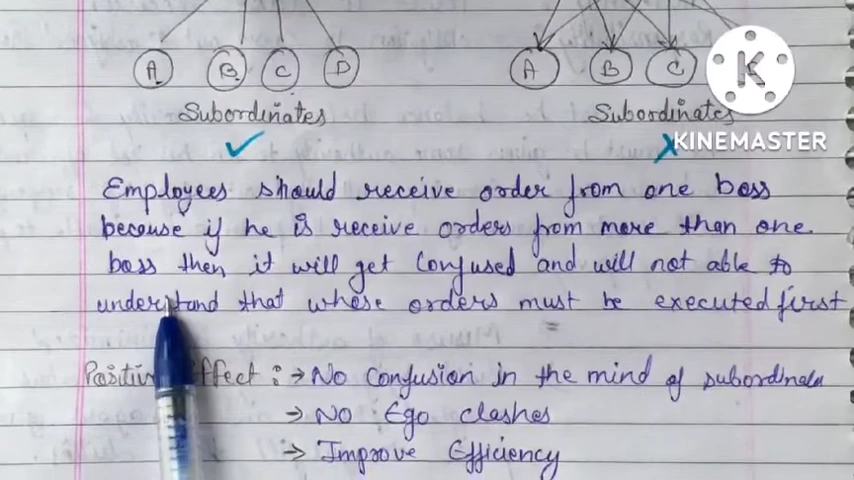 A B C D A B C
Subordinates Subordinates
K
KINEMASTER
Employees should receive order from one boss
because if he is receive orders from more than one
boss then it will get Confused and will not able to
understand that whose orders must be executed first
Effect :→ No Confusion in the mind of subordinate
→ No Ego clashes
→ Improve Efficiency